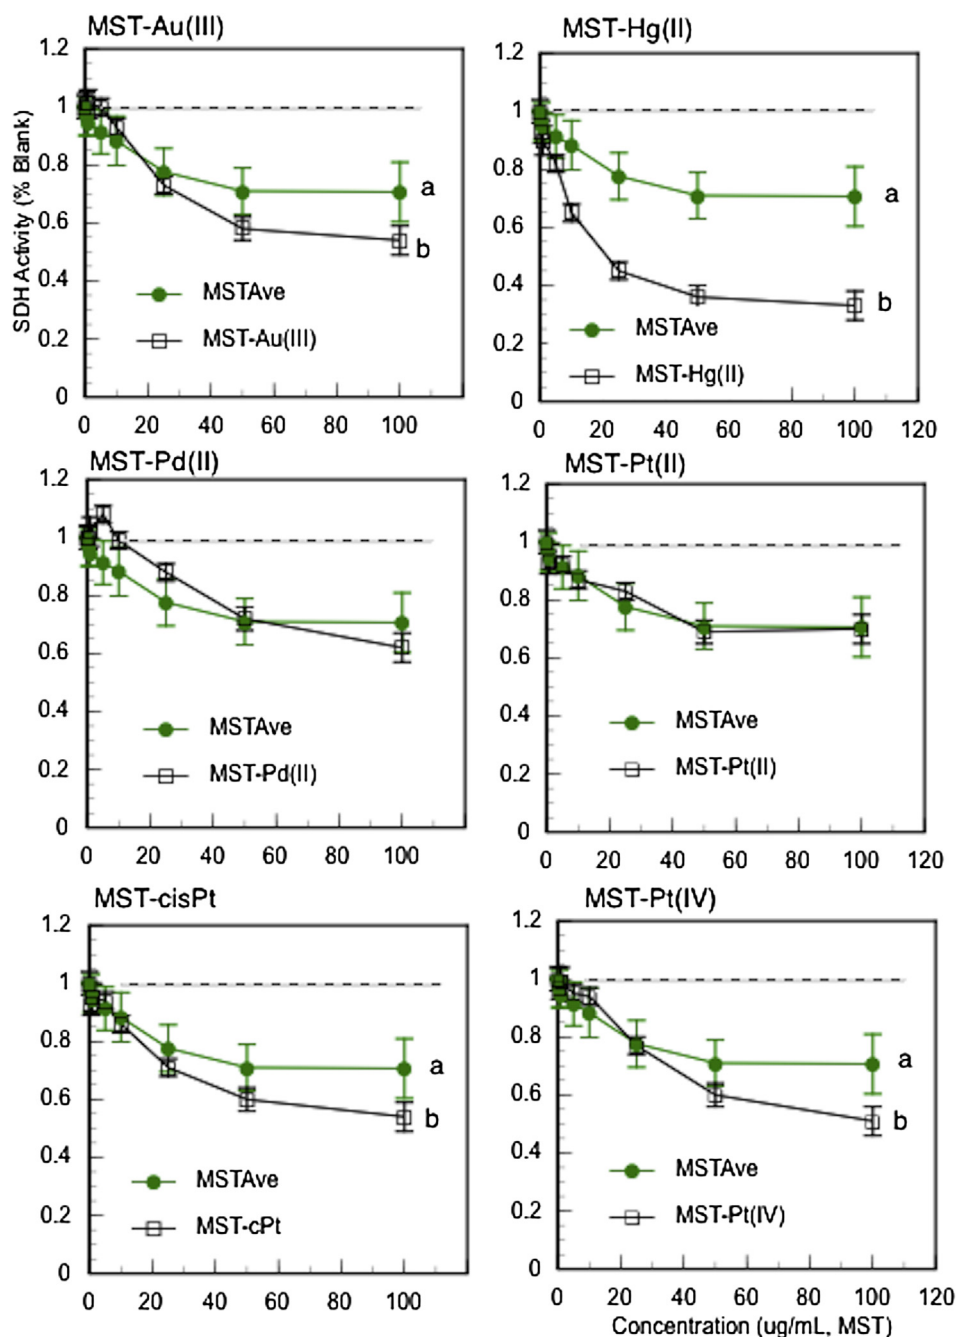 MST-Au(III)
1.2
1
0.8
0.6
0.4
0.2
0
SDH Activity (% Blank)
a
b
MSTAve
MST-Au(III)
0 20 40 60 80 100
MST-Hg(II)
1.2
1
0.8
0.6
0.4
0.2
0
a
b
MSTAve
MST-Hg(II)
0 20 40 60 80 100 120
MST-Pd(II)
1.2
1
0.8
0.6
0.4
0.2
0
MSTAve
MST-Pd(II)
0 20 40 60 80 100
MST-Pt(II)
1.2
1
0.8
0.6
0.4
0.2
0
MSTAve
MST-Pt(II)
0 20 40 60 80 100 120
MST-cisPt
1.2
1
0.8
0.6
0.4
0.2
0
a
b
MSTAve
MST-cPt
0 20 40 60 80 100
MST-Pt(IV)
1.2
1
0.8
0.6
0.4
0.2
0
a
b
MSTAve
MST-Pt(IV)
0 20 40 60 80 100 120
Concentration (ug/mL, MST)